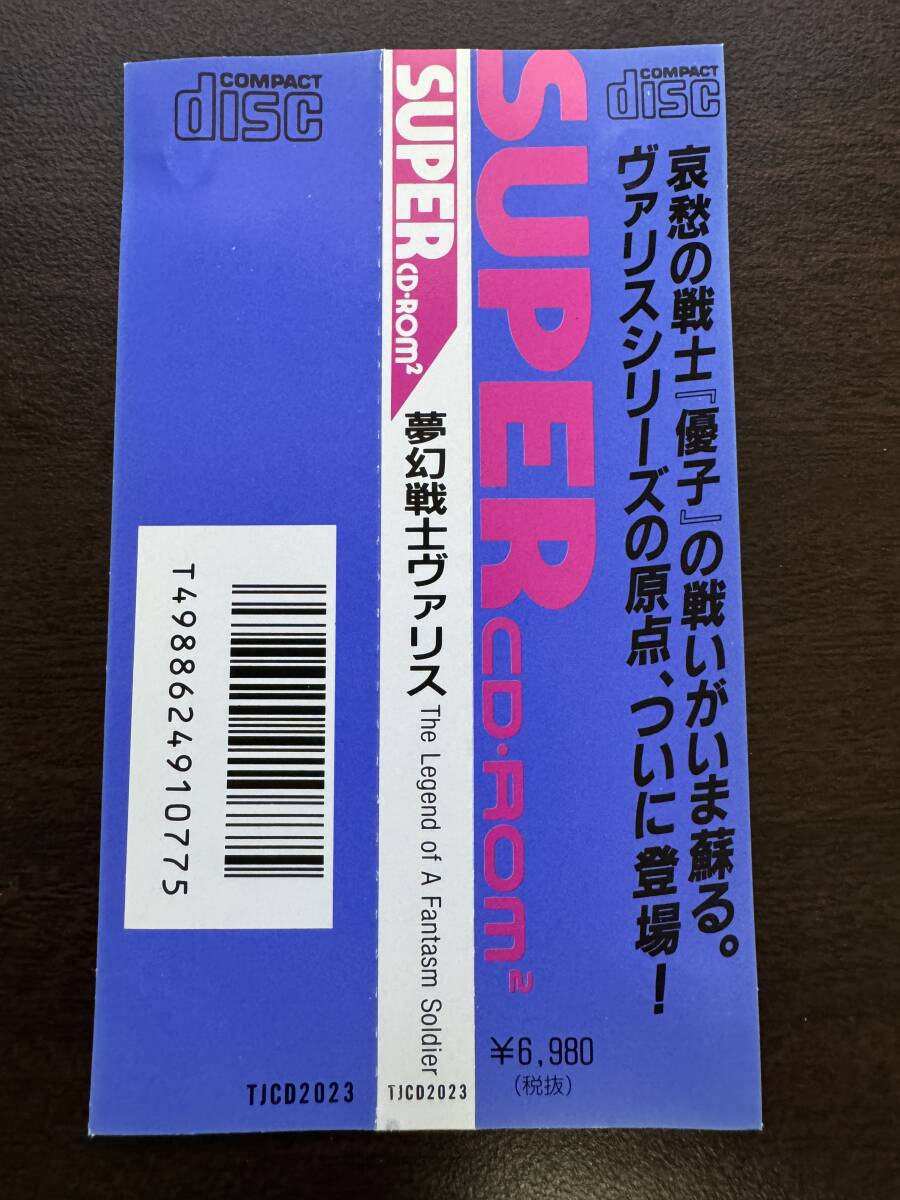 COMPACT
disc
T4988624910775
TJCD2023
SUPER
CD·ROM²
夢幻戦士ヴァリス
The Legend of A Fantasm Soldier
TJCD2023
SUPER
CD·ROM²
COMPACT
disc
哀愁の戦士『優子』の戦いがいま蘇る。
ヴァリスシリーズの原点、ついに登場!
¥6,980
(税抜)